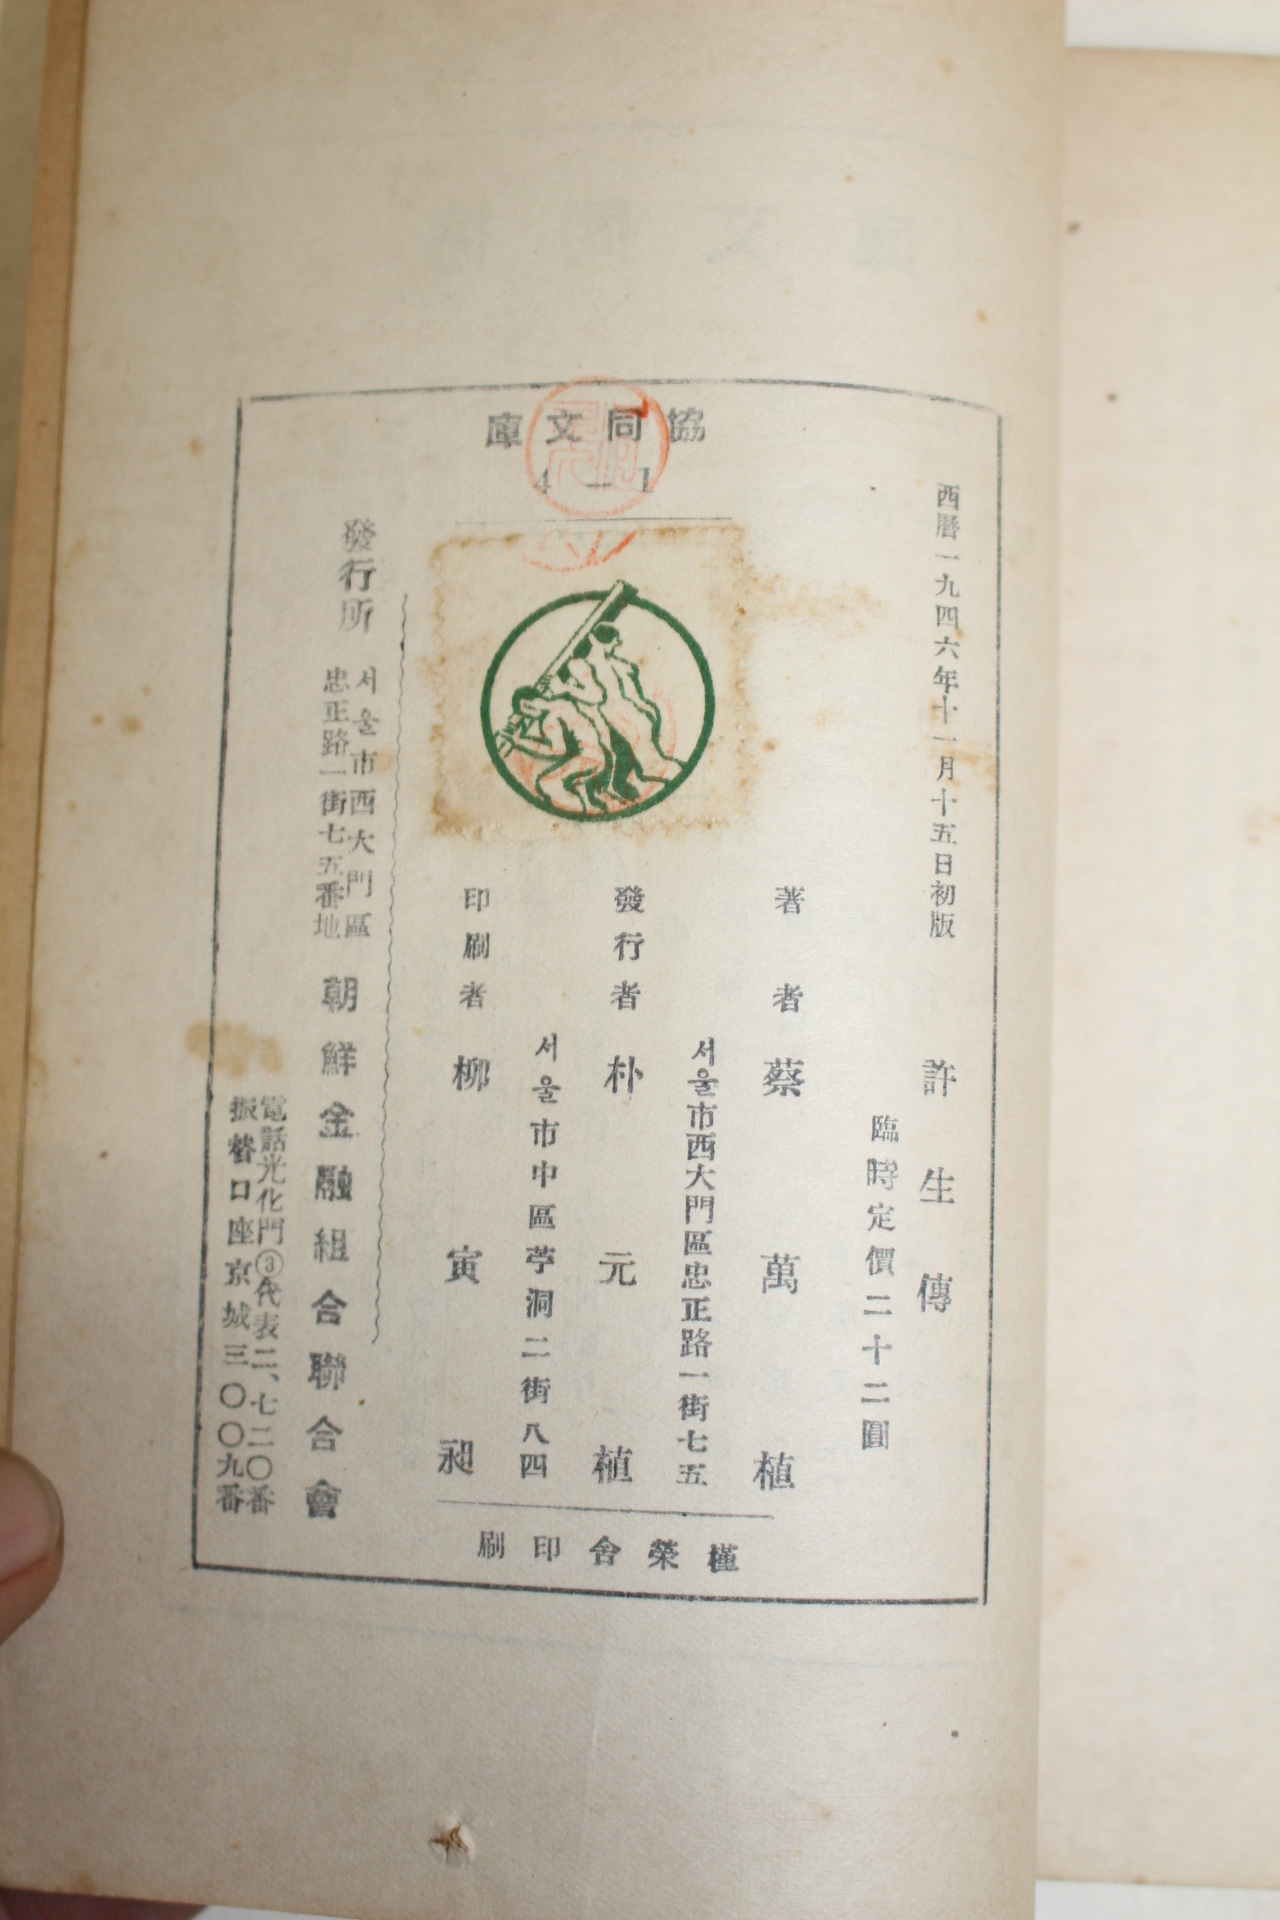 協同文庫
4—1
西曆一九四六年十一月十五日初版
許生傳
臨時定價二十二圓
著者 蔡萬植
서울市西大門區忠正路一街七五
發行者 朴元植
서울市中區苧洞二街八四
印刷者 柳寅昶
槿榮舍印刷
發行所
서울市西大門區
忠正路一街七五番地
朝鮮金融組合聯合會
電話光化門③代表二、七二〇番
振替口座京城三〇〇九番